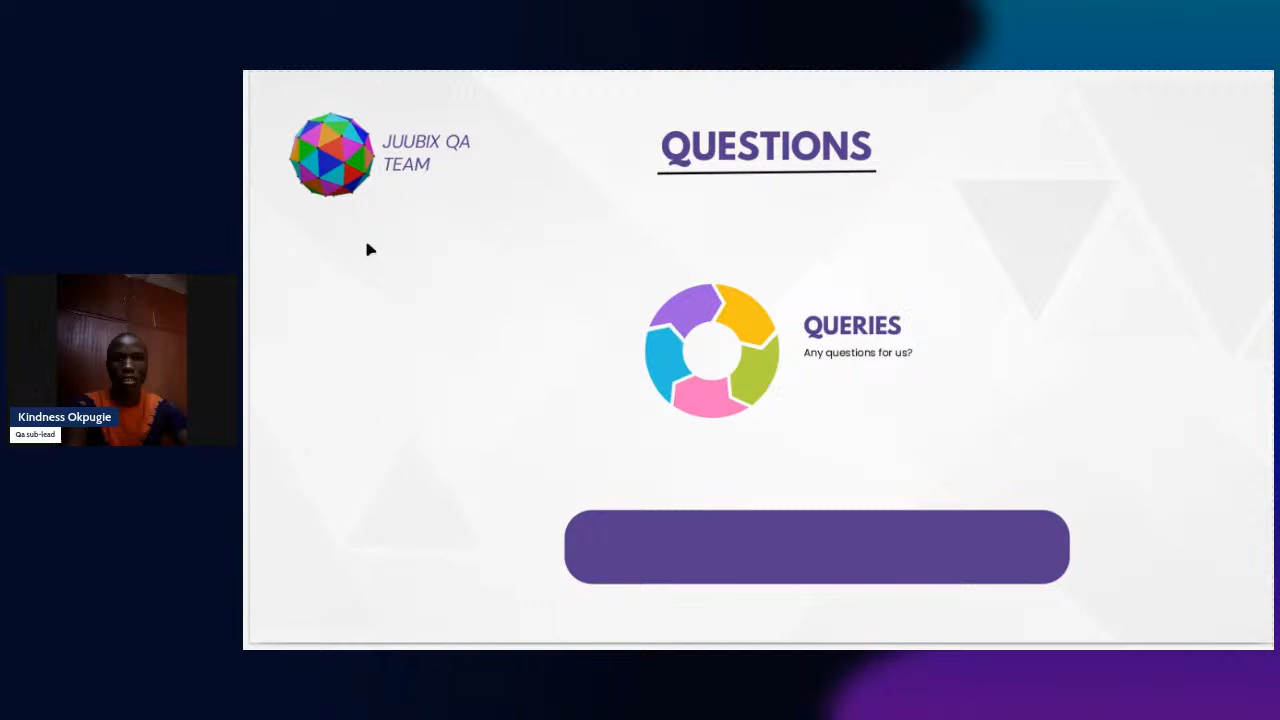 JUUBIX QA
TEAM
QUESTIONS
QUERIES
Any questions for us?
Kindness Okpugie
Qa sub-lead